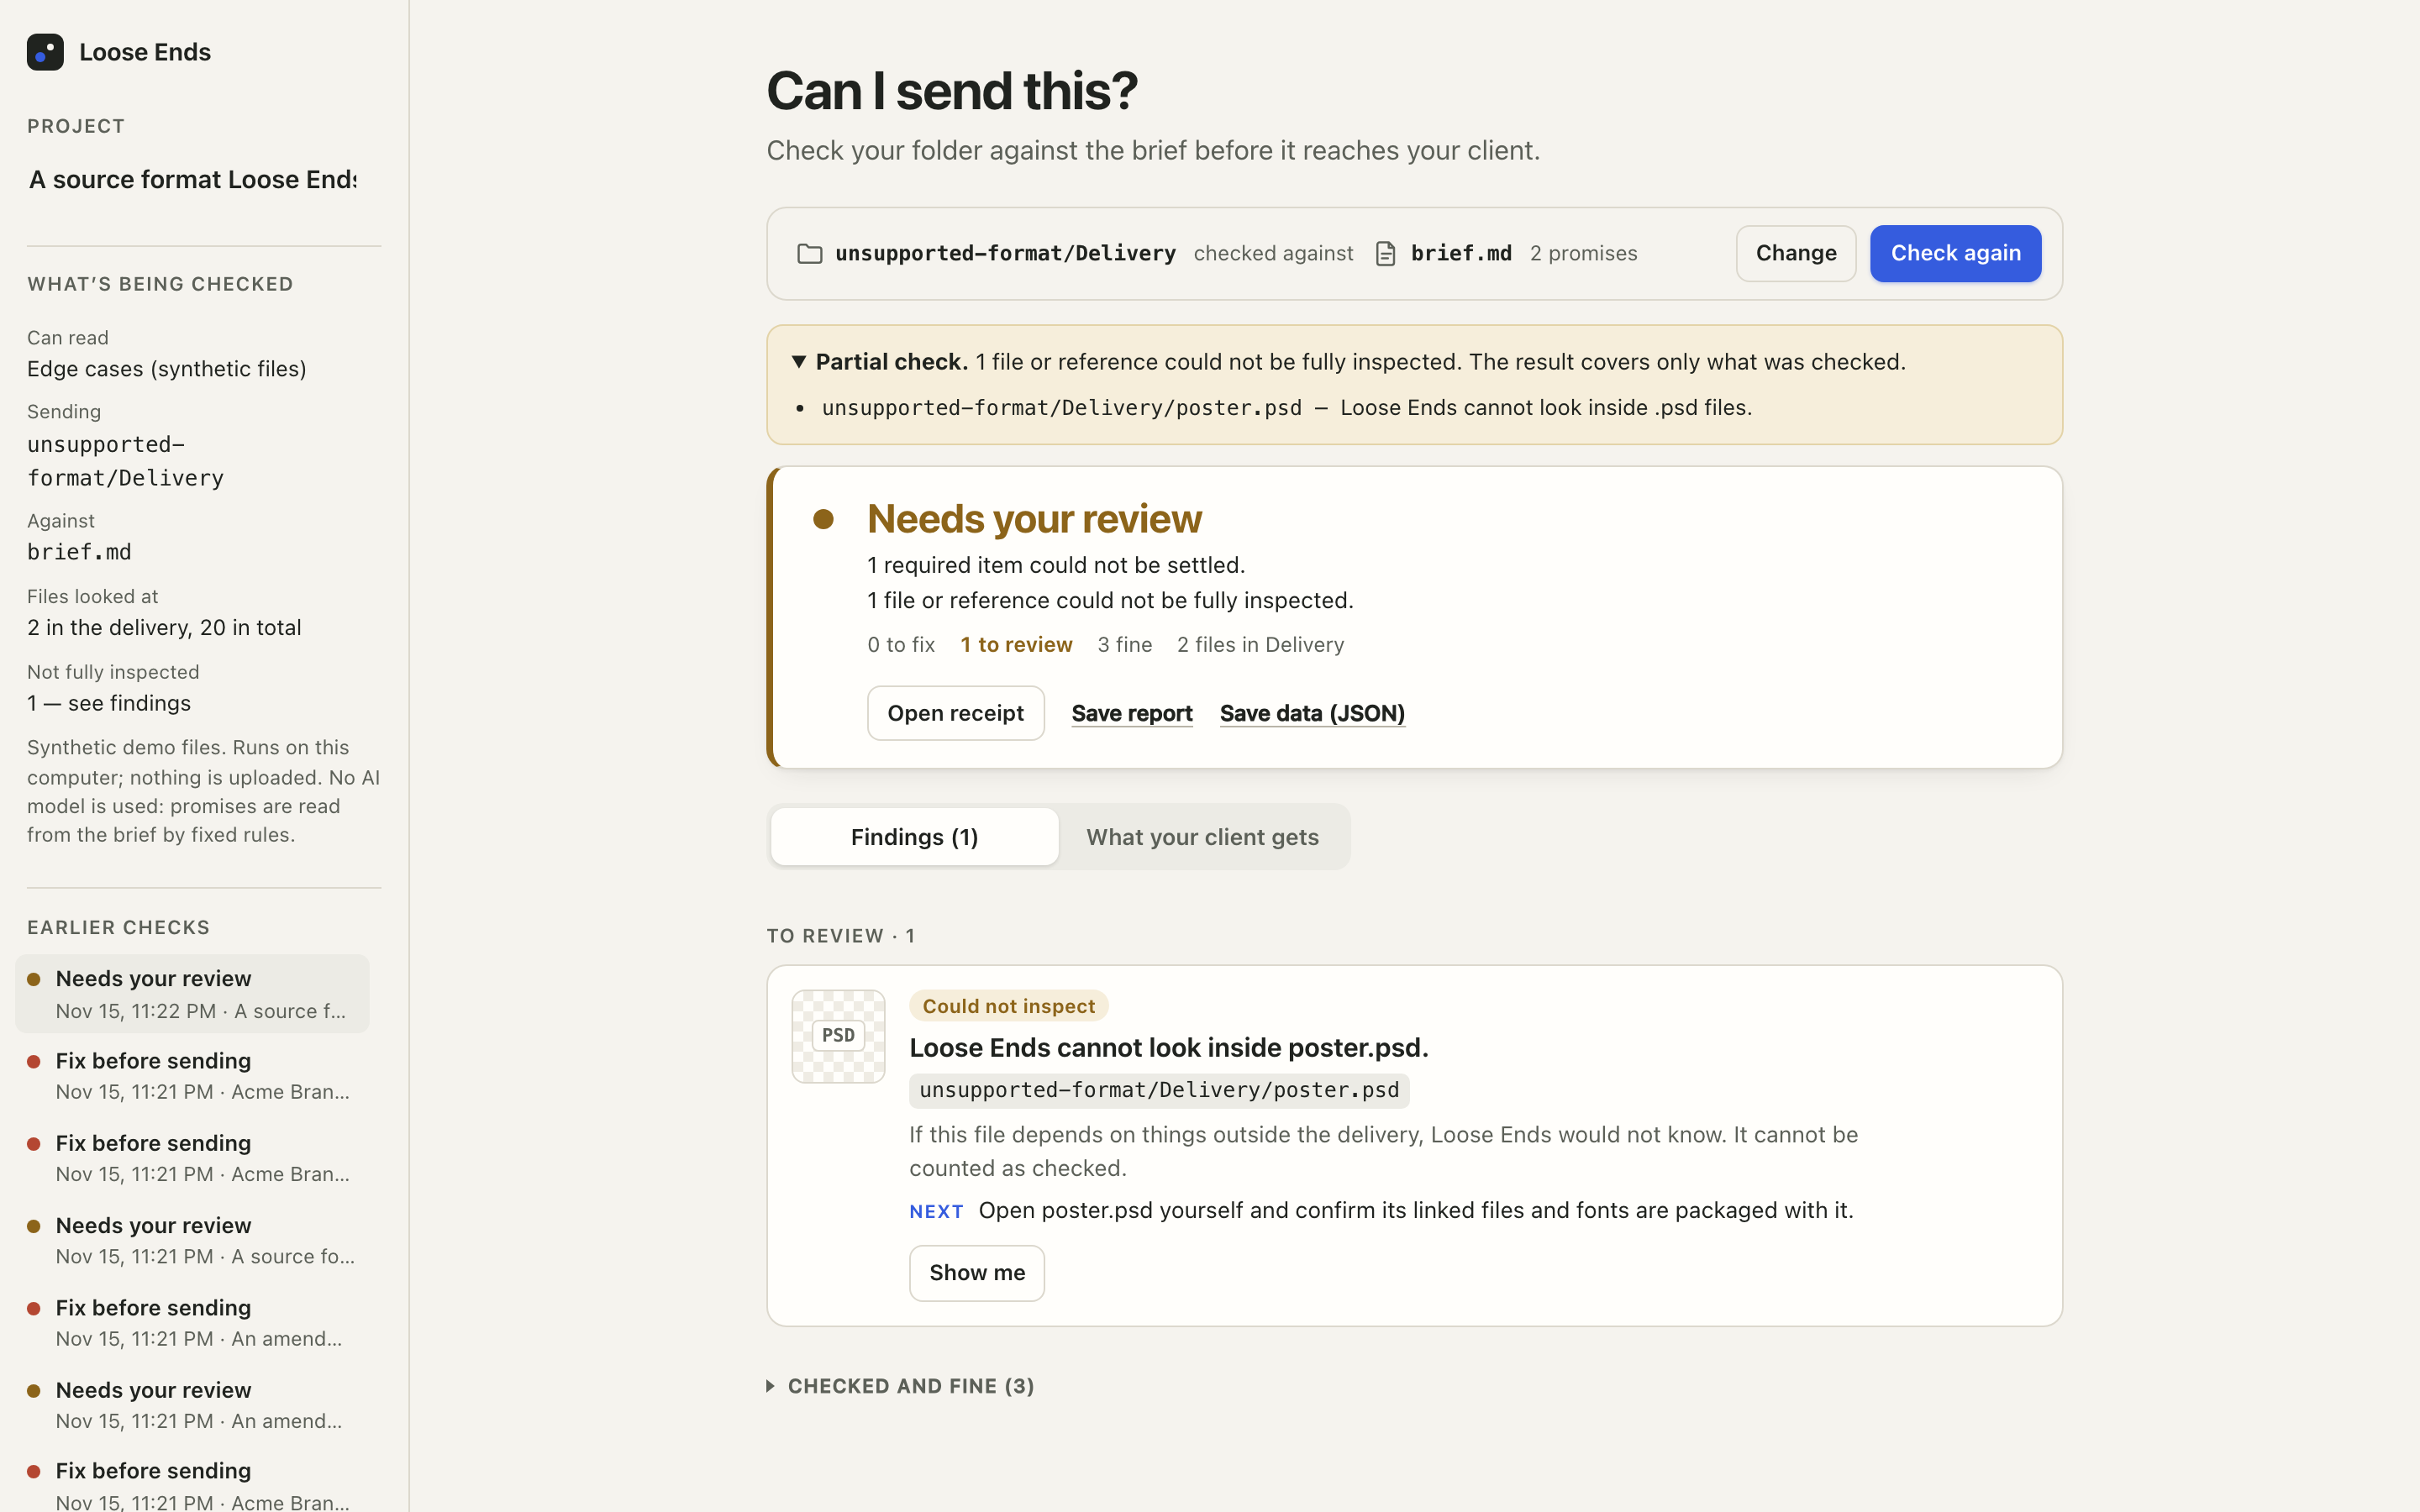 Loose Ends
PROJECT
A source format Loose Ends
WHAT’S BEING CHECKED
Can read
Edge cases (synthetic files)
Sending
unsupported-
format/Delivery
Against
brief.md
Files looked at
2 in the delivery, 20 in total
Not fully inspected
1 — see findings
Synthetic demo files. Runs on this
computer; nothing is uploaded. No AI
model is used: promises are read
from the brief by fixed rules.
EARLIER CHECKS
Needs your review
Nov 15, 11:22 PM · A source f...
Fix before sending
Nov 15, 11:21 PM · Acme Bran...
Fix before sending
Nov 15, 11:21 PM · Acme Bran...
Needs your review
Nov 15, 11:21 PM · A source fo...
Fix before sending
Nov 15, 11:21 PM · An amend...
Needs your review
Nov 15, 11:21 PM · An amend...
Fix before sending
Nov 15, 11:21 PM · Acme Bran...
Can I send this?
Check your folder against the brief before it reaches your client.
unsupported-format/Delivery checked against brief.md 2 promises Change Check again
Partial check. 1 file or reference could not be fully inspected. The result covers only what was checked.
• unsupported-format/Delivery/poster.psd — Loose Ends cannot look inside .psd files.
Needs your review
1 required item could not be settled.
1 file or reference could not be fully inspected.
0 to fix 1 to review 3 fine 2 files in Delivery
Open receipt Save report Save data (JSON)
Findings (1) What your client gets
TO REVIEW · 1
PSD
Could not inspect
Loose Ends cannot look inside poster.psd.
unsupported-format/Delivery/poster.psd
If this file depends on things outside the delivery, Loose Ends would not know. It cannot be
counted as checked.
NEXT Open poster.psd yourself and confirm its linked files and fonts are packaged with it.
Show me
CHECKED AND FINE (3)